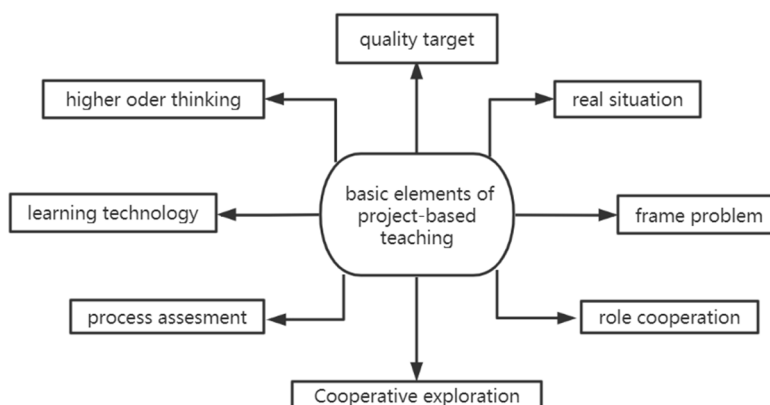 quality target
higher oder thinking
real situation
basic elements of
project-based
teaching
learning technology
frame problem
process assesment
role cooperation
Cooperative exploration